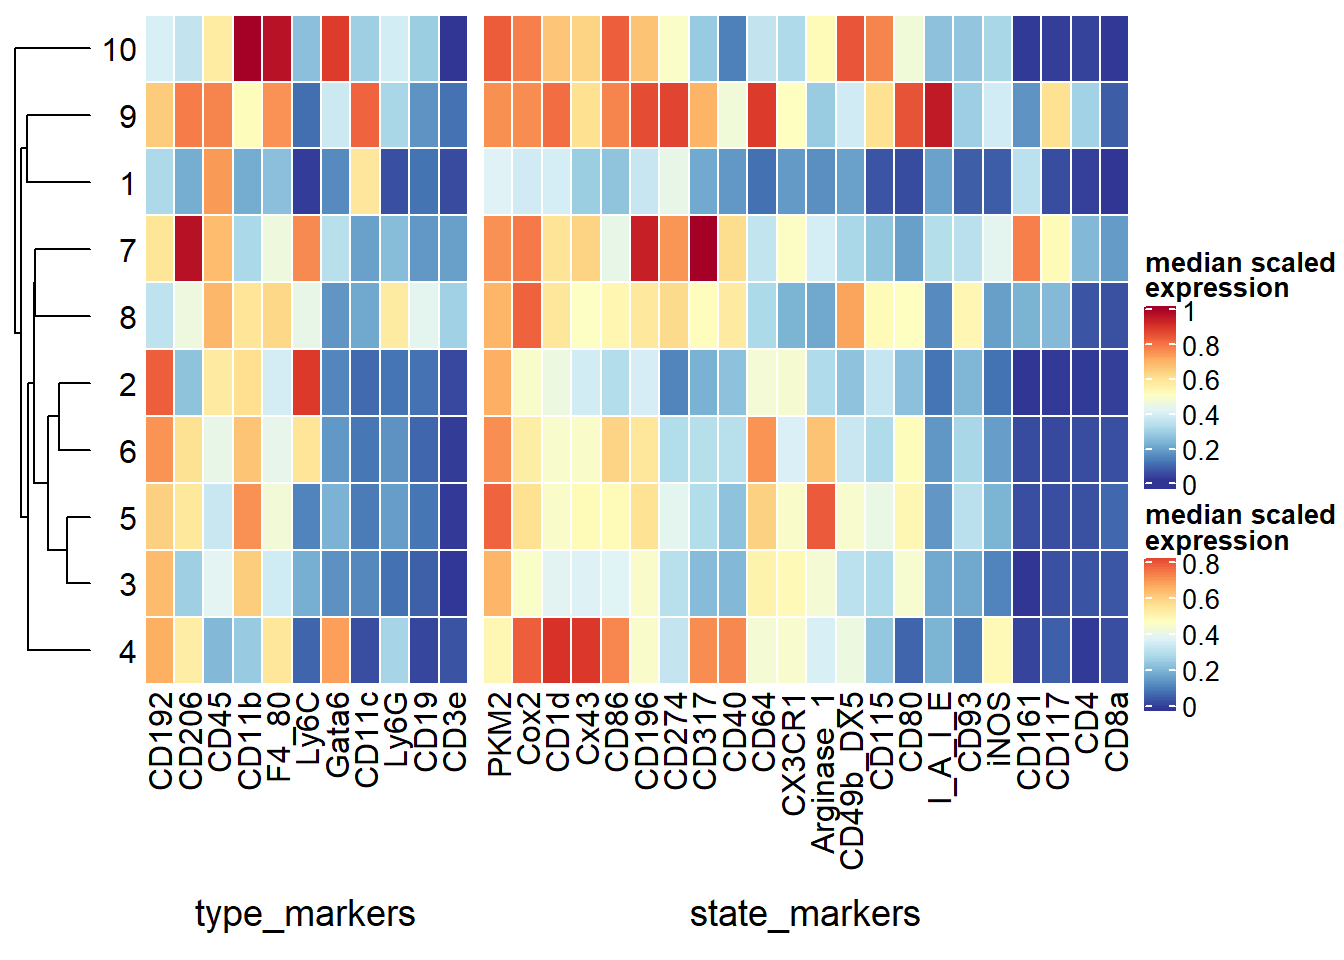 10
9
1
7
8
2
6
5
3
4
CD192
CD206
CD45
CD11b
F4_80
Ly6C
Gata6
CD11c
Ly6G
CD19
CD3e
PKM2
Cox2
CD1d
Cx43
CD86
CD196
CD274
CD317
CD40
CD64
CX3CR1
Arginase_1
CD49b_DX5
CD115
CD80
I_A_I_E
CD93
iNOS
CD161
CD117
CD4
CD8a
type_markers
state_markers
median scaled
expression
1
0.8
0.6
0.4
0.2
0
median scaled
expression
0.8
0.6
0.4
0.2
0